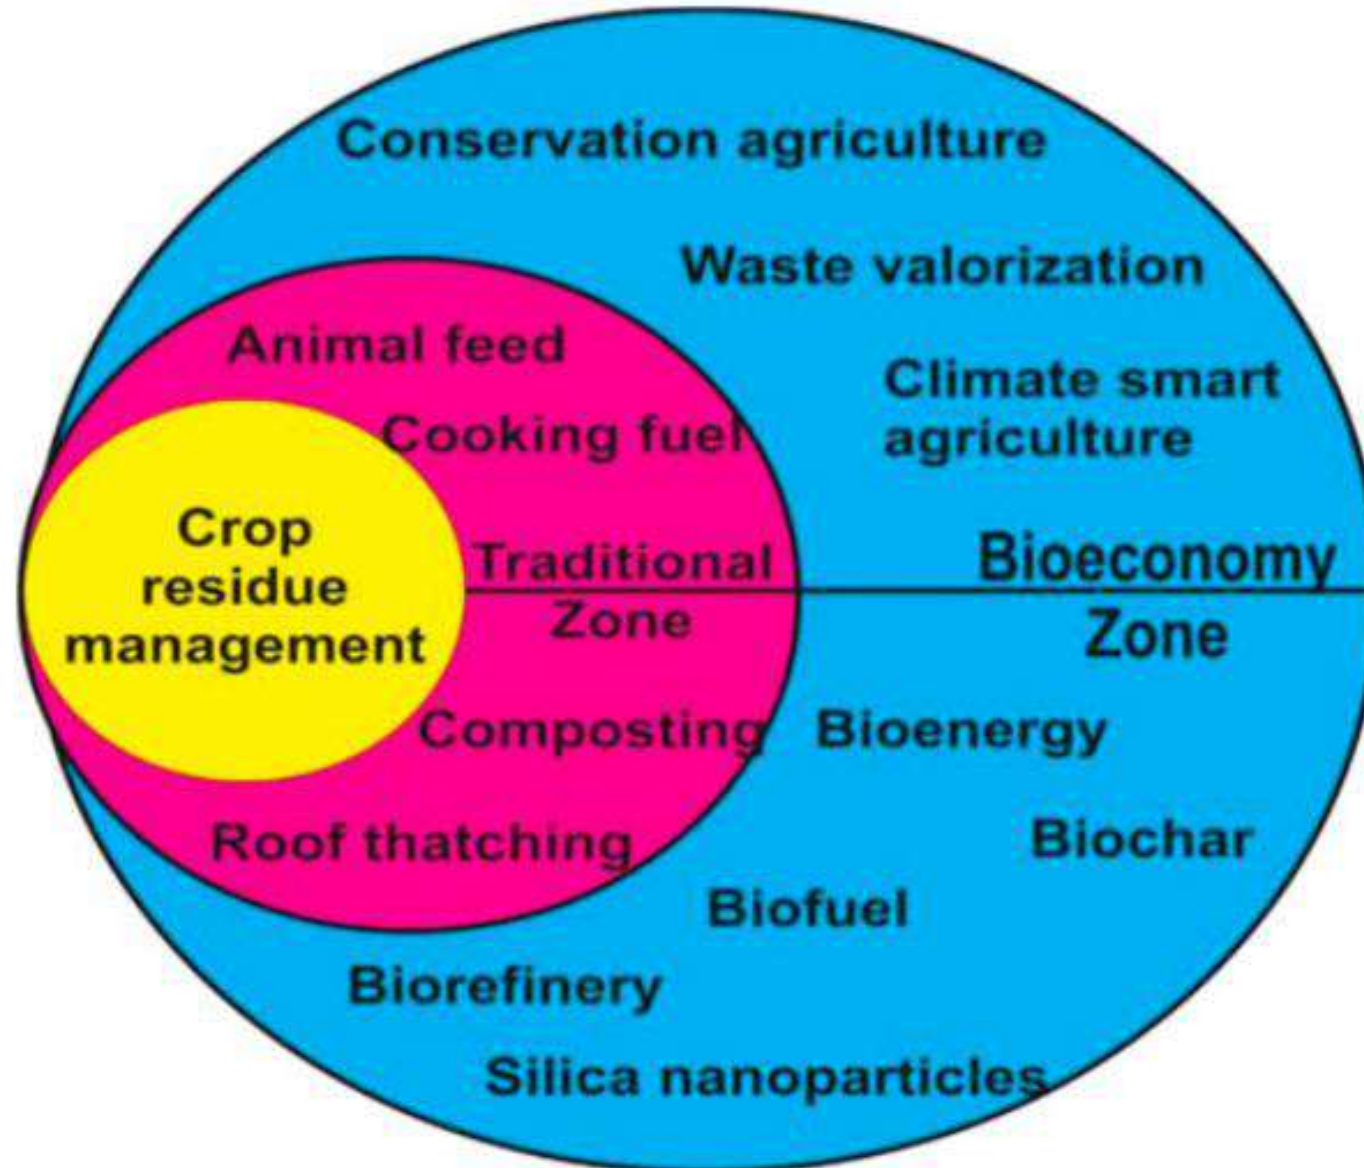 Conservation agriculture
Waste valorization
Animal feed
Climate smart
agriculture
Cooking fuel
Crop
residue
management
Traditional
Zone
Bioeconomy
Zone
Composting
Bioenergy
Roof thatching
Biochar
Biofuel
Biorefinery
Silica nanoparticles